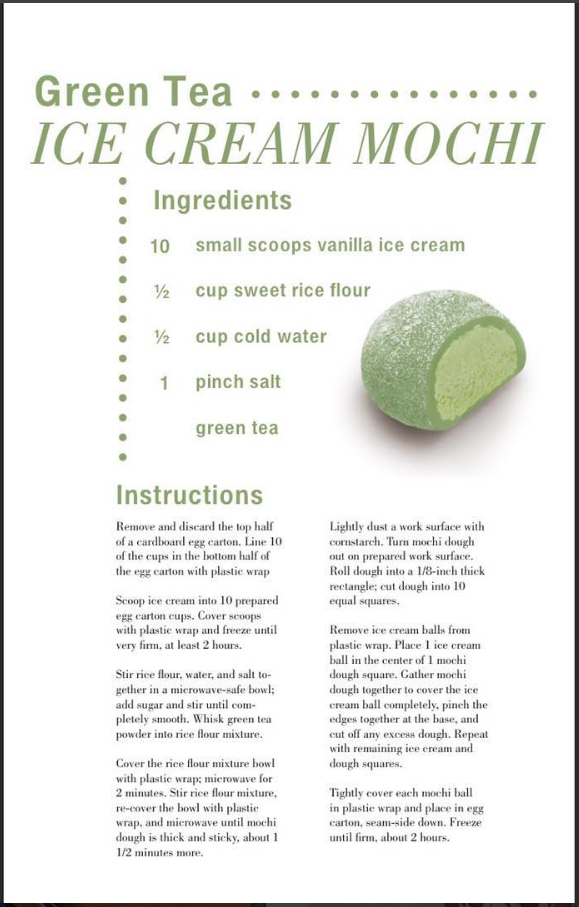 Green Tea
ICE CREAM MOCHI
Ingredients
10 small scoops vanilla ice cream
½ cup sweet rice flour
½ cup cold water
1 pinch salt
green tea
Instructions
Remove and discard the top half
of a cardboard egg carton. Line 10
of the cups in the bottom half of
the egg carton with plastic wrap
Scoop ice cream into 10 prepared
egg carton cups. Cover scoops
with plastic wrap and freeze until
very firm, at least 2 hours.
Stir rice flour, water, and salt to-
gether in a microwave-safe bowl;
add sugar and stir until com-
pletely smooth. Whisk green tea
powder into rice flour mixture.
Cover the rice flour mixture bowl
with plastic wrap; microwave for
2 minutes. Stir rice flour mixture,
re-cover the bowl with plastic
wrap, and microwave until mochi
dough is thick and sticky, about 1
1/2 minutes more.
Lightly dust a work surface with
cornstarch. Turn mochi dough
out on prepared work surface.
Roll dough into a 1/8-inch thick
rectangle; cut dough into 10
equal squares.
Remove ice cream balls from
plastic wrap. Place 1 ice cream
ball in the center of 1 mochi
dough square. Gather mochi
dough together to cover the ice
cream ball completely, pinch the
edges together at the base, and
cut off any excess dough. Repeat
with remaining ice cream and
dough squares.
Tightly cover each mochi ball
in plastic wrap and place in egg
carton, seam-side down. Freeze
until firm, about 2 hours.